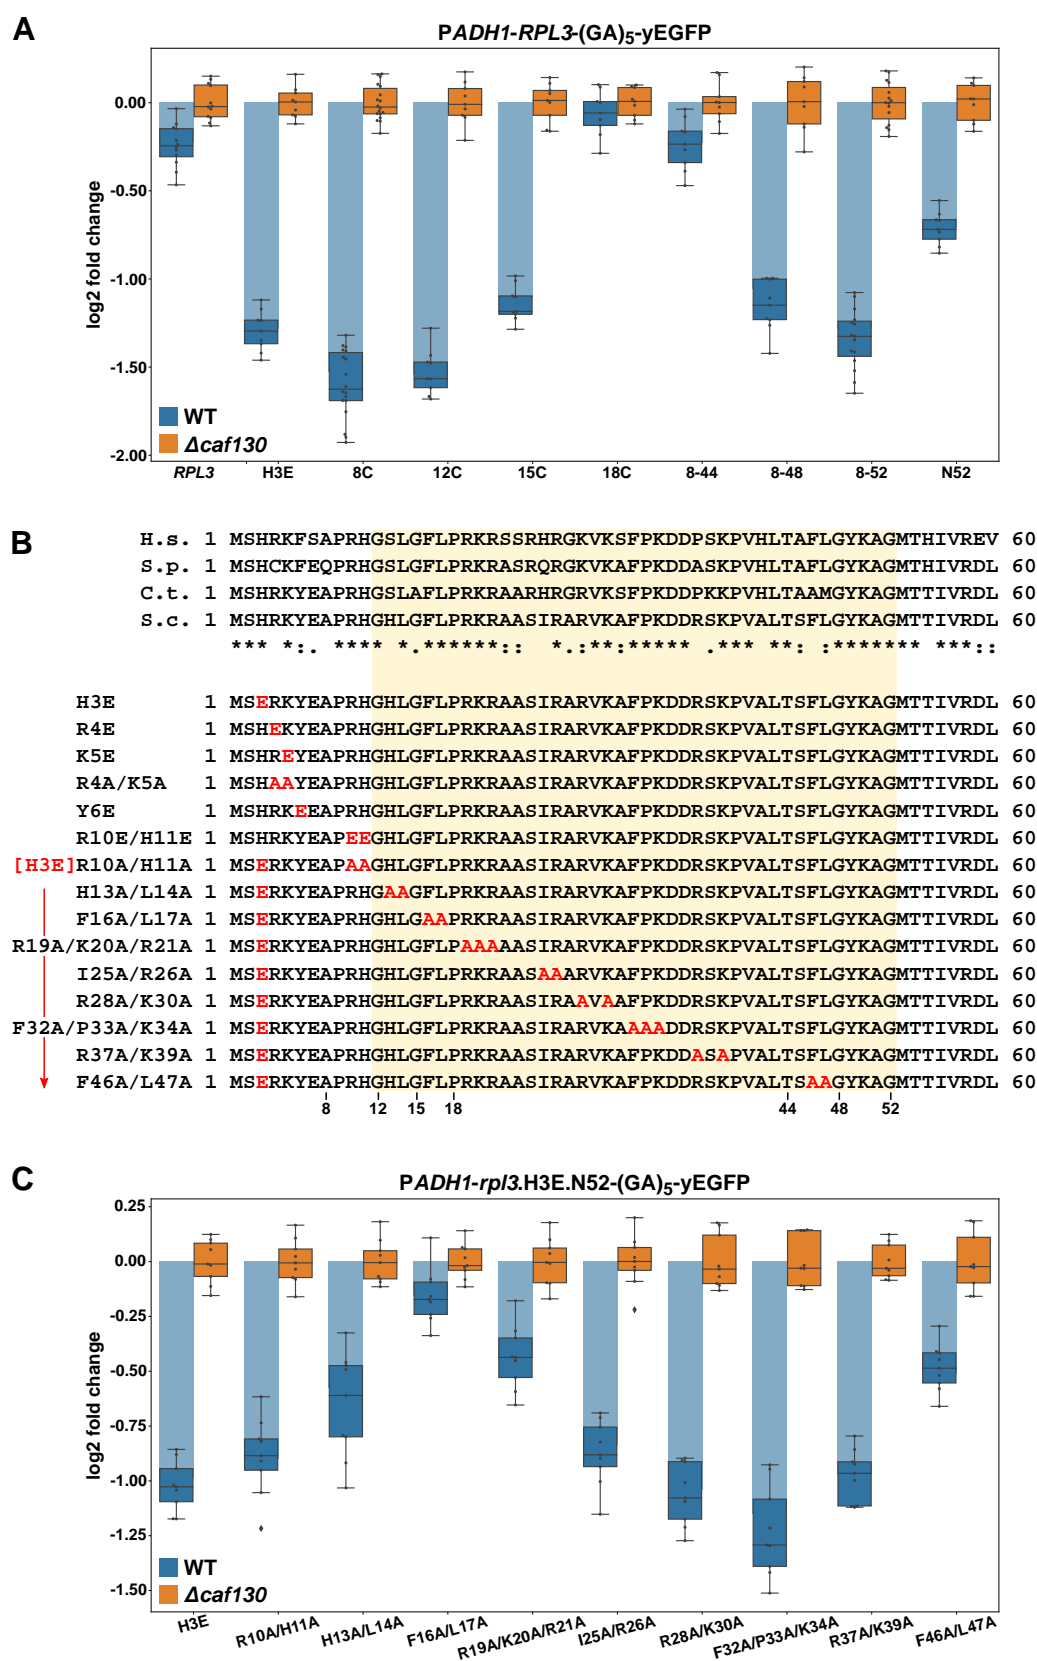 A
PADH1-RPL3-(GA)5-yEGFP
log2 fold change
0.00
-0.50
-1.00
-1.50
-2.00
WT
Δcaf130
RPL3 H3E 8C 12C 15C 18C 8-44 8-48 8-52 N52
B
H.s. 1 MSHRKFSAPRHGSLGFLPRKRSSRHRGKVKSFPKDDPSKPVHLTAFLGYKAGMTHIVREV 60
S.p. 1 MSHCKFEQPRHGSLGFLPRKRASRQRGKVKAFPKDDASKPVHLTAFLGYKAGMTHIVRDL 60
C.t. 1 MSHRKYEAPRHGSLAFLPRKRAARHRGRVKSFPKDDPKKPVHLTAAMGYKAGMTHIVRDL 60
S.c. 1 MSHRKYEAPRHGHLGFLPRKRAASIRARVKAFPKDDRSKPVALTSFLGYKAGMTTIVRDL 60
*** *:. **** *.******:: *.:**:***** .*** **: :********* ***::
H3E 1 MSERKYEAPRHGHLGFLPRKRAASIRARVKAFPKDDRSKPVALTSFLGYKAGMTTIVRDL 60
R4E 1 MSHEKYEAPRHGHLGFLPRKRAASIRARVKAFPKDDRSKPVALTSFLGYKAGMTTIVRDL 60
K5E 1 MSHREYEAPRHGHLGFLPRKRAASIRARVKAFPKDDRSKPVALTSFLGYKAGMTTIVRDL 60
R4A/K5A 1 MSHAAYEAPRHGHLGFLPRKRAASIRARVKAFPKDDRSKPVALTSFLGYKAGMTTIVRDL 60
Y6E 1 MSHRKEEAPRHGHLGFLPRKRAASIRARVKAFPKDDRSKPVALTSFLGYKAGMTTIVRDL 60
R10E/H11E 1 MSHRKYEAPEEGHLGFLPRKRAASIRARVKAFPKDDRSKPVALTSFLGYKAGMTTIVRDL 60
[H3E]R10A/H11A 1 MSERKYEAPAAGHLGFLPRKRAASIRARVKAFPKDDRSKPVALTSFLGYKAGMTTIVRDL 60
H13A/L14A 1 MSERKYEAPRHGAAGFLPRKRAASIRARVKAFPKDDRSKPVALTSFLGYKAGMTTIVRDL 60
F16A/L17A 1 MSERKYEAPRHGHLGAAPRKRAASIRARVKAFPKDDRSKPVALTSFLGYKAGMTTIVRDL 60
R19A/K20A/R21A 1 MSERKYEAPRHGHLGFLPAAAAASIRARVKAFPKDDRSKPVALTSFLGYKAGMTTIVRDL 60
I25A/R26A 1 MSERKYEAPRHGHLGFLPRKRAASAAARVKAFPKDDRSKPVALTSFLGYKAGMTTIVRDL 60
R28A/K30A 1 MSERKYEAPRHGHLGFLPRKRAASIRAAVAAFPKDDRSKPVALTSFLGYKAGMTTIVRDL 60
F32A/P33A/K34A 1 MSERKYEAPRHGHLGFLPRKRAASIRARVKAAAADDRSKPVALTSFLGYKAGMTTIVRDL 60
R37A/K39A 1 MSERKYEAPRHGHLGFLPRKRAASIRARVKAFPKDDASAPVALTSFLGYKAGMTTIVRDL 60
F46A/L47A 1 MSERKYEAPRHGHLGFLPRKRAASIRARVKAFPKDDRSKPVALTSAAGYKAGMTTIVRDL 60
8 12 15 18 44 48 52
C
PADH1-rpl3.H3E.N52-(GA)5-yEGFP
log2 fold change
0.25
0.00
-0.25
-0.50
-0.75
-1.00
-1.25
-1.50
WT
Δcaf130
H3E R10A/H11A H13A/L14A F16A/L17A R19A/K20A/R21A I25A/R26A R28A/K30A F32A/P33A/K34A R37A/K39A F46A/L47A